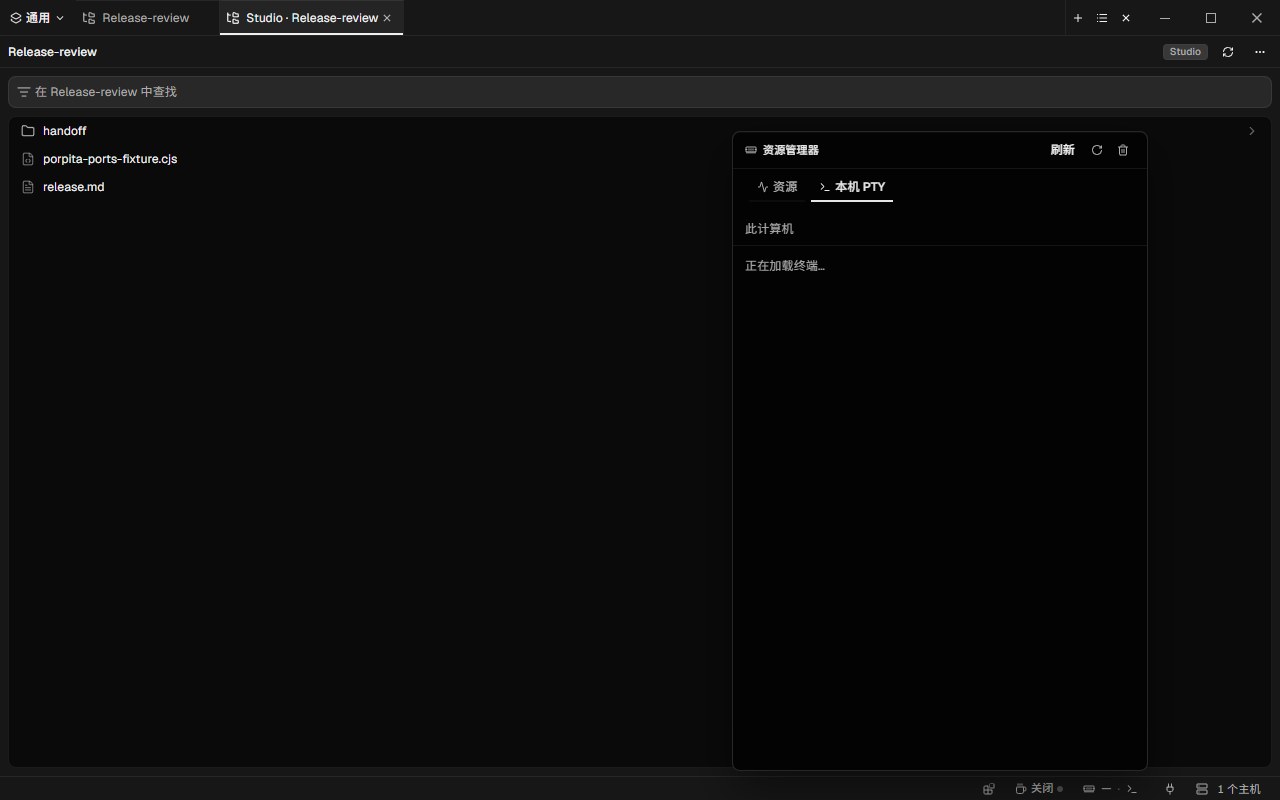 通用
Release-review
Studio · Release-review
Release-review
Studio
在 Release-review 中查找
handoff
porpita-ports-fixture.cjs
release.md
资源管理器
刷新
资源
本机 PTY
此计算机
正在加载终端...
关闭
1 个主机